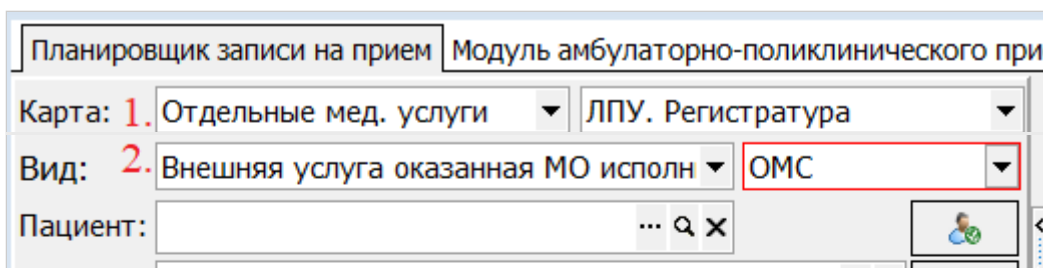 Планировщик записи на прием Модуль амбулаторно-поликлинического при
Карта: 1. Отдельные мед. услуги ЛПУ. Регистратура
Вид: 2. Внешняя услуга оказанная МО исполн ОМС
Пациент: